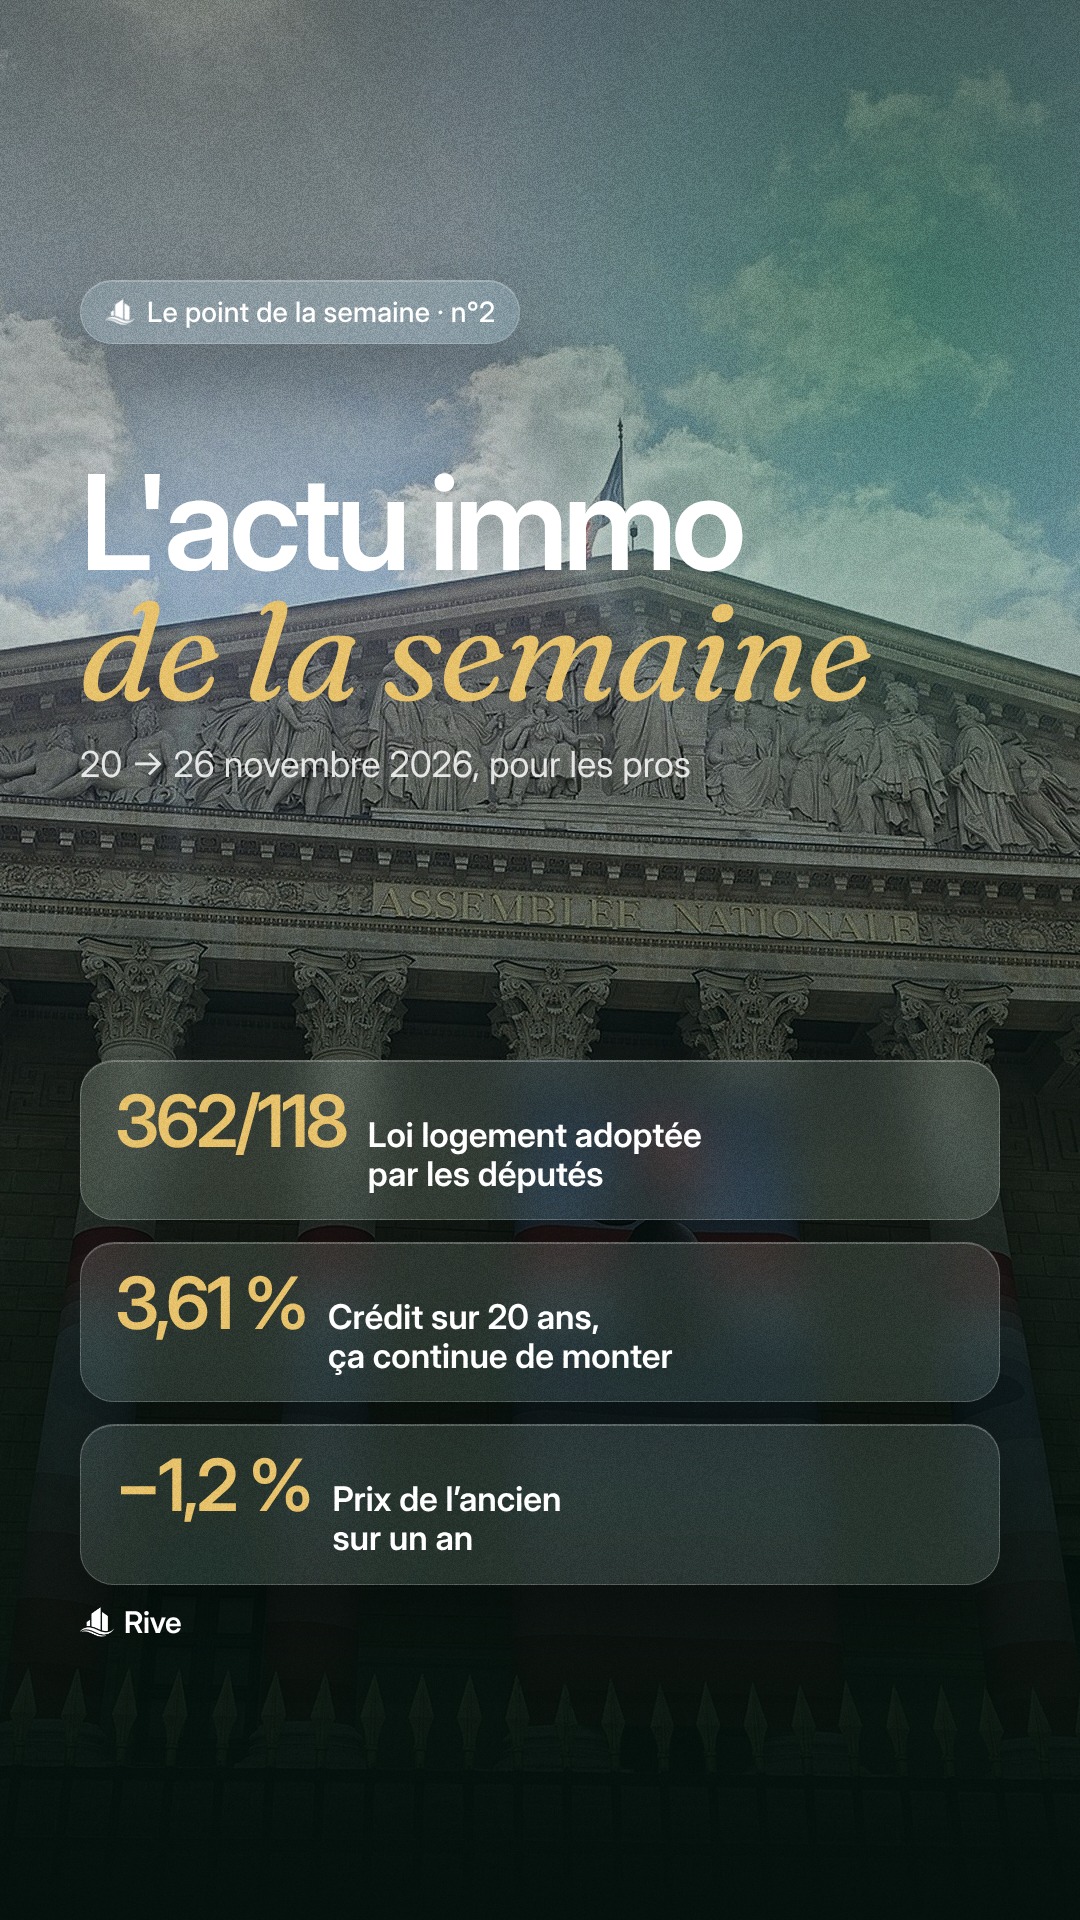 Le point de la semaine · n°2
L'actu immo
de la semaine
20 → 26 novembre 2026, pour les pros
ASSEMBLÉE NATIONALE
362/118 Loi logement adoptée
par les députés
3,61 % Crédit sur 20 ans,
ça continue de monter
–1,2 % Prix de l’ancien
sur un an
Rive